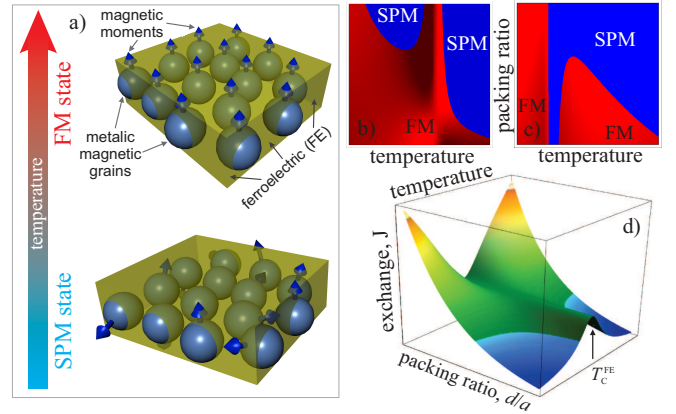 a)
magnetic
moments
FM state
temperature
SPM state
metalic
magnetic
grains
ferroelectric (FE)
SPM
SPM
FM
b)
temperature
packing ratio
SPM
FM
FM
c)
temperature
d)
temperature
exchange, J
packing ratio, d/a
T_C^FE